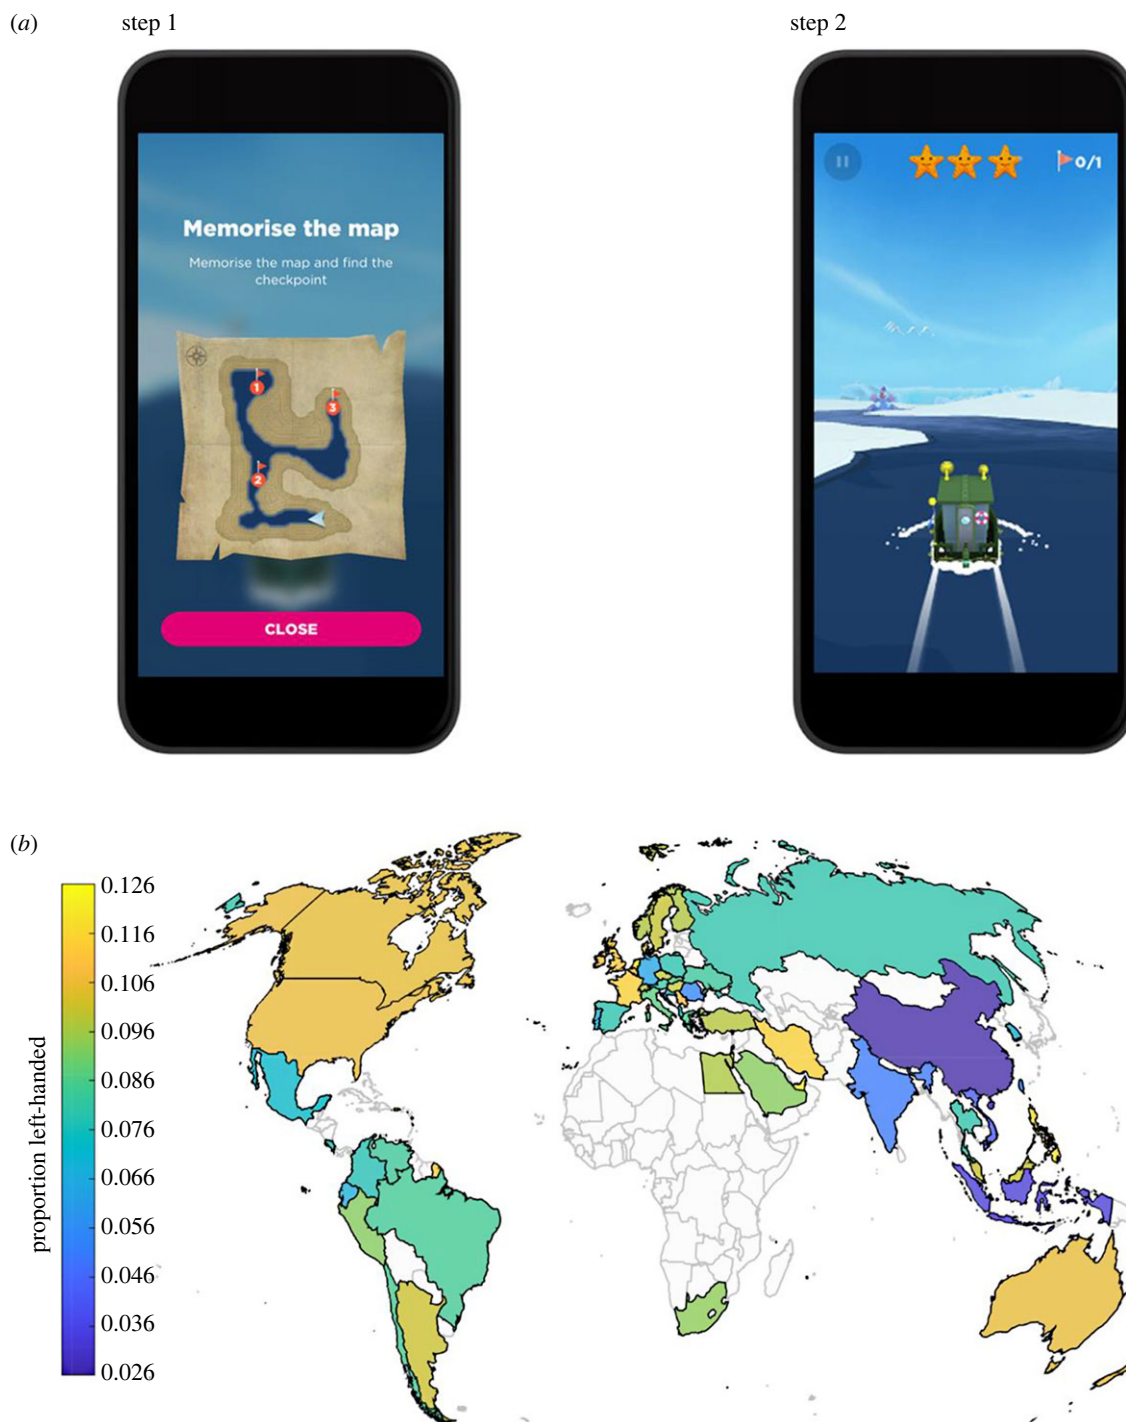 (a) step 1 step 2
Memorise the map
Memorise the map and find the
checkpoint
1
3
2
CLOSE
0/1
(b)
proportion left-handed
0.126
0.116
0.106
0.096
0.086
0.076
0.066
0.056
0.046
0.036
0.026